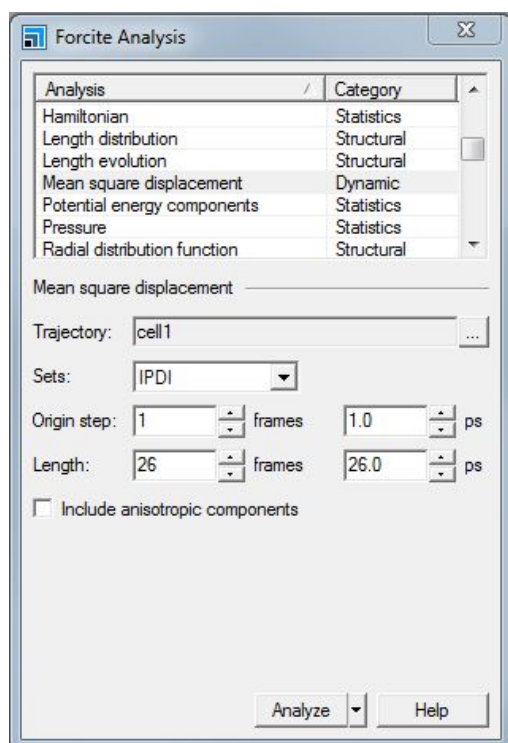 Forcite Analysis
Analysis / Category
Hamiltonian Statistics
Length distribution Structural
Length evolution Structural
Mean square displacement Dynamic
Potential energy components Statistics
Pressure Statistics
Radial distribution function Structural
Mean square displacement
Trajectory: cell1 ...
Sets: IPDI
Origin step: 1 frames 1.0 ps
Length: 26 frames 26.0 ps
Include anisotropic components
Analyze Help